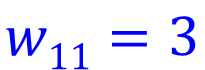 w₁₁ = 3